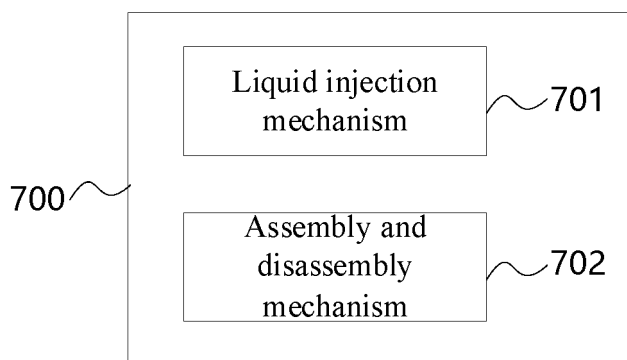 Liquid injection
mechanism
701
700
Assembly and
disassembly
mechanism
702